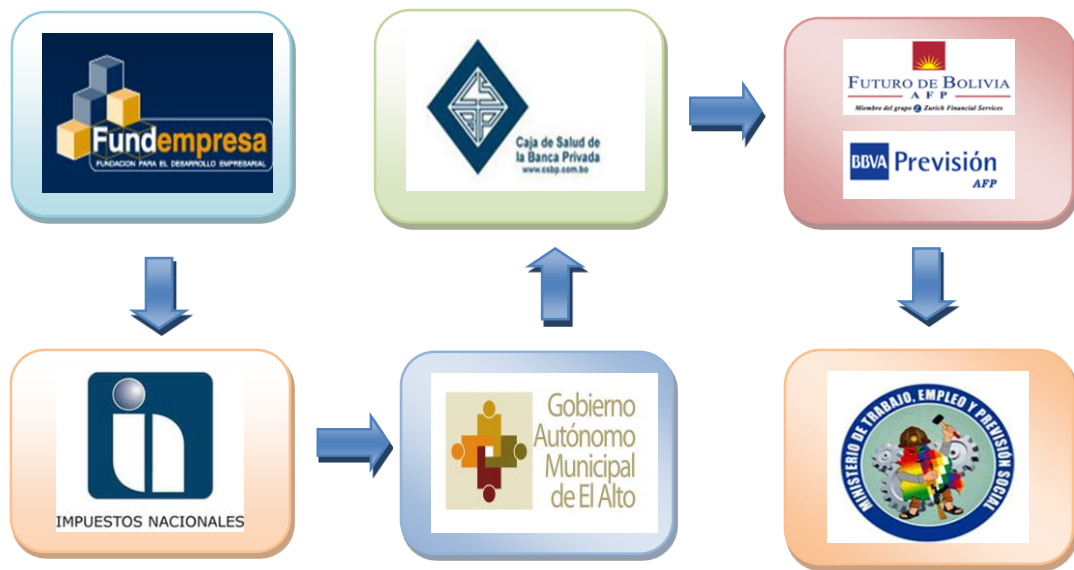 Fundempresa
FUNDACION PARA EL DESARROLLO EMPRESARIAL
IMPUESTOS NACIONALES
Gobierno
Autónomo
Municipal
de El Alto
Caja de Salud de
la Banca Privada
www.csbp.com.bo
FUTURO DE BOLIVIA
A F P
Miembro del grupo Zurich Financial Services
BBVA Previsión
AFP
MINISTERIO DE TRABAJO, EMPLEO Y PREVISIÓN SOCIAL